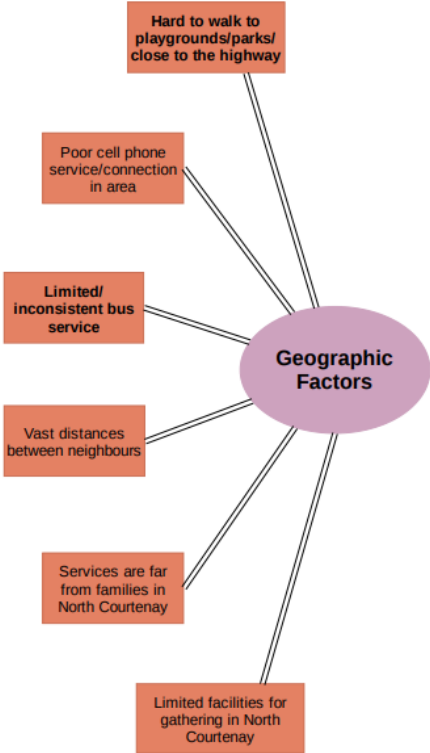 Hard to walk to
playgrounds/parks/
close to the highway
Poor cell phone
service/connection
in area
Limited/
inconsistent bus
service
Geographic
Factors
Vast distances
between neighbours
Services are far
from families in
North Courtenay
Limited facilities for
gathering in North
Courtenay